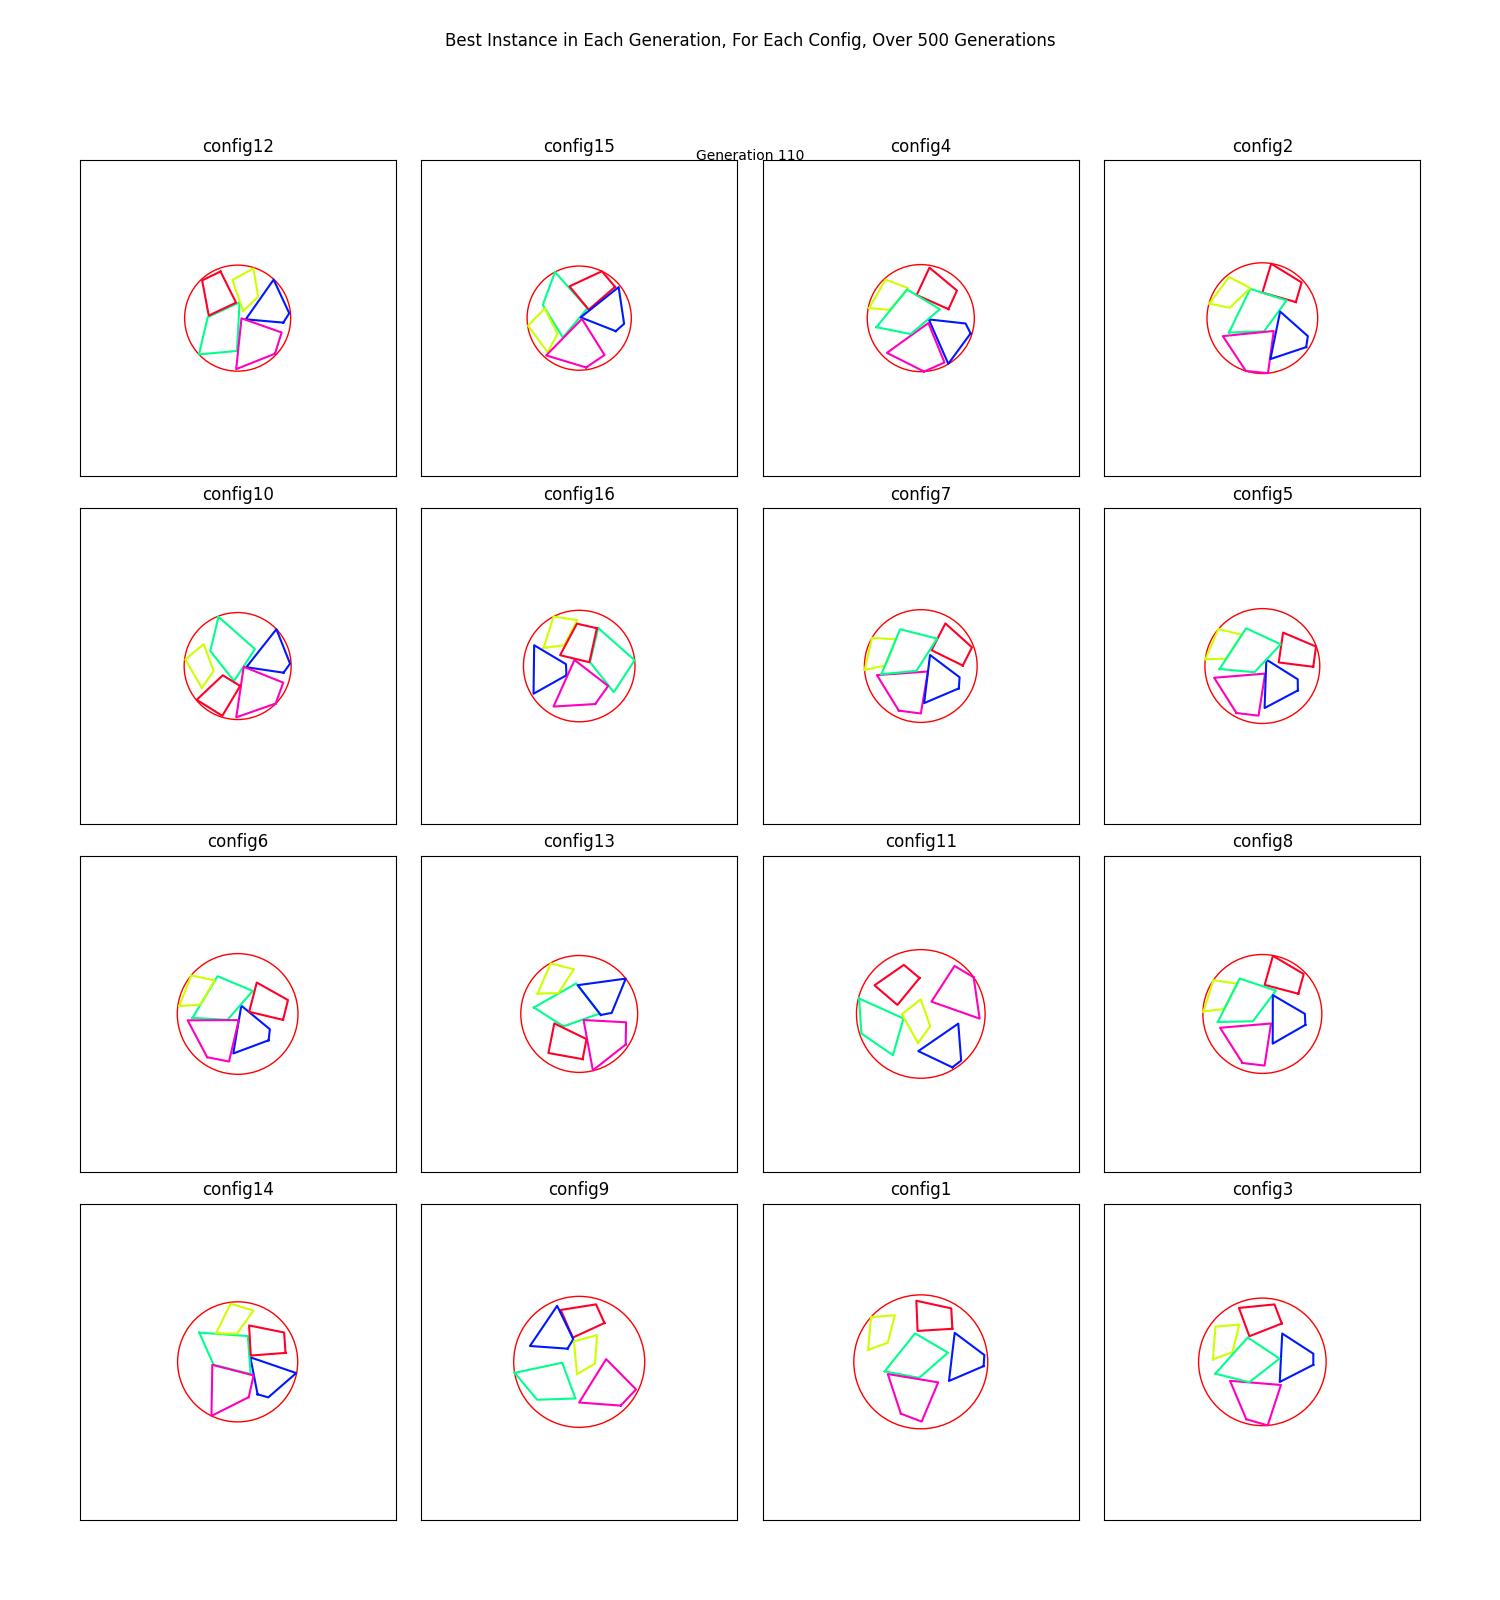 Best Instance in Each Generation, For Each Config, Over 500 Generations
config12
config15
Generation 110
config4
config2
config10
config16
config7
config5
config6
config13
config11
config8
config14
config9
config1
config3